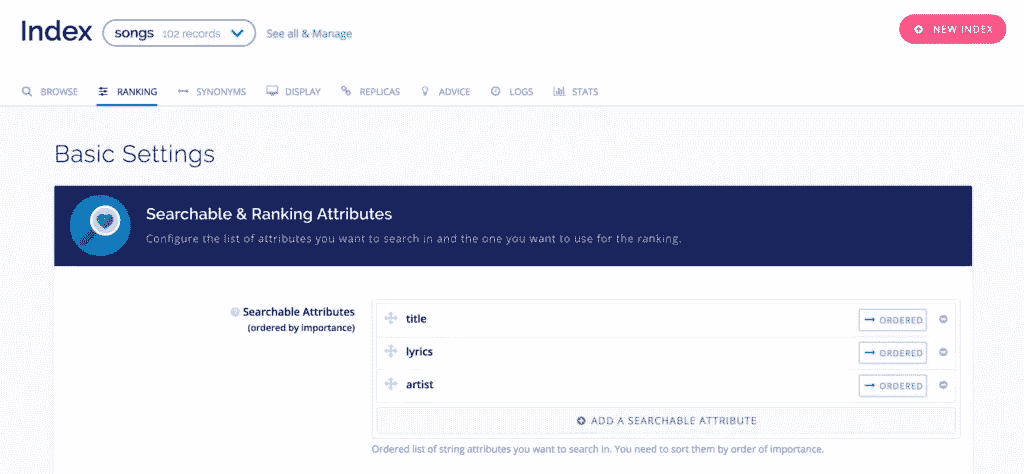 Index songs 102 records See all & Manage NEW INDEX
BROWSE RANKING SYNONYMS DISPLAY REPLICAS ADVICE LOGS STATS
Basic Settings
Searchable & Ranking Attributes
Configure the list of attributes you want to search in and the one you want to use for the ranking.
Searchable Attributes
(ordered by importance)
title ORDERED
lyrics ORDERED
artist ORDERED
ADD A SEARCHABLE ATTRIBUTE
Ordered list of string attributes you want to search in. You need to sort them by order of importance.